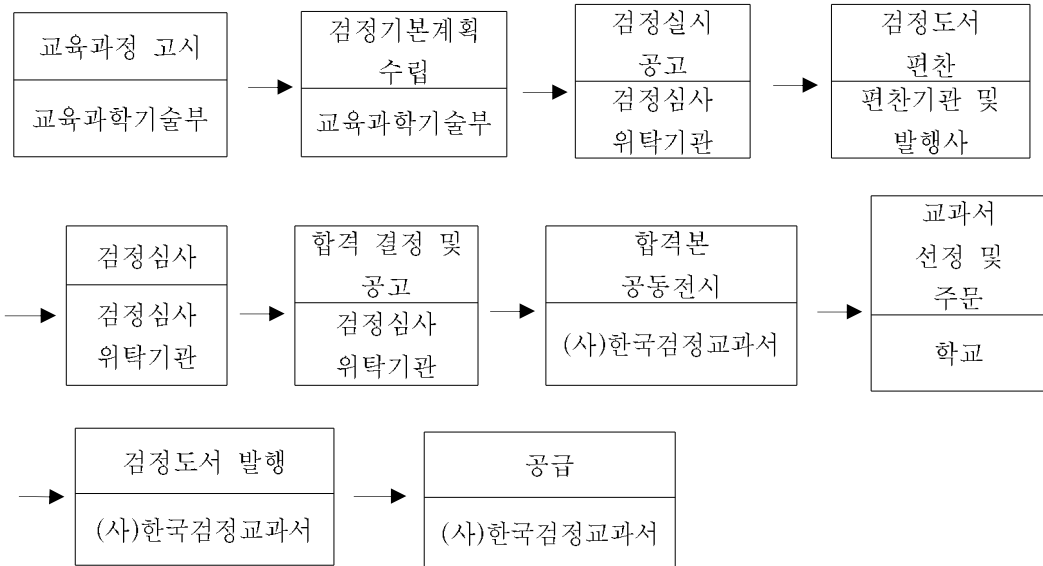 교육과정 고시
교육과학기술부
검정기본계획
수립
교육과학기술부
검정실시
공고
검정심사
위탁기관
검정도서
편찬
편찬기관 및
발행사
검정심사
검정심사
위탁기관
합격 결정 및
공고
검정심사
위탁기관
합격본
공동전시
(사)한국검정교과서
교과서
선정 및
주문
학교
검정도서 발행
(사)한국검정교과서
공급
(사)한국검정교과서